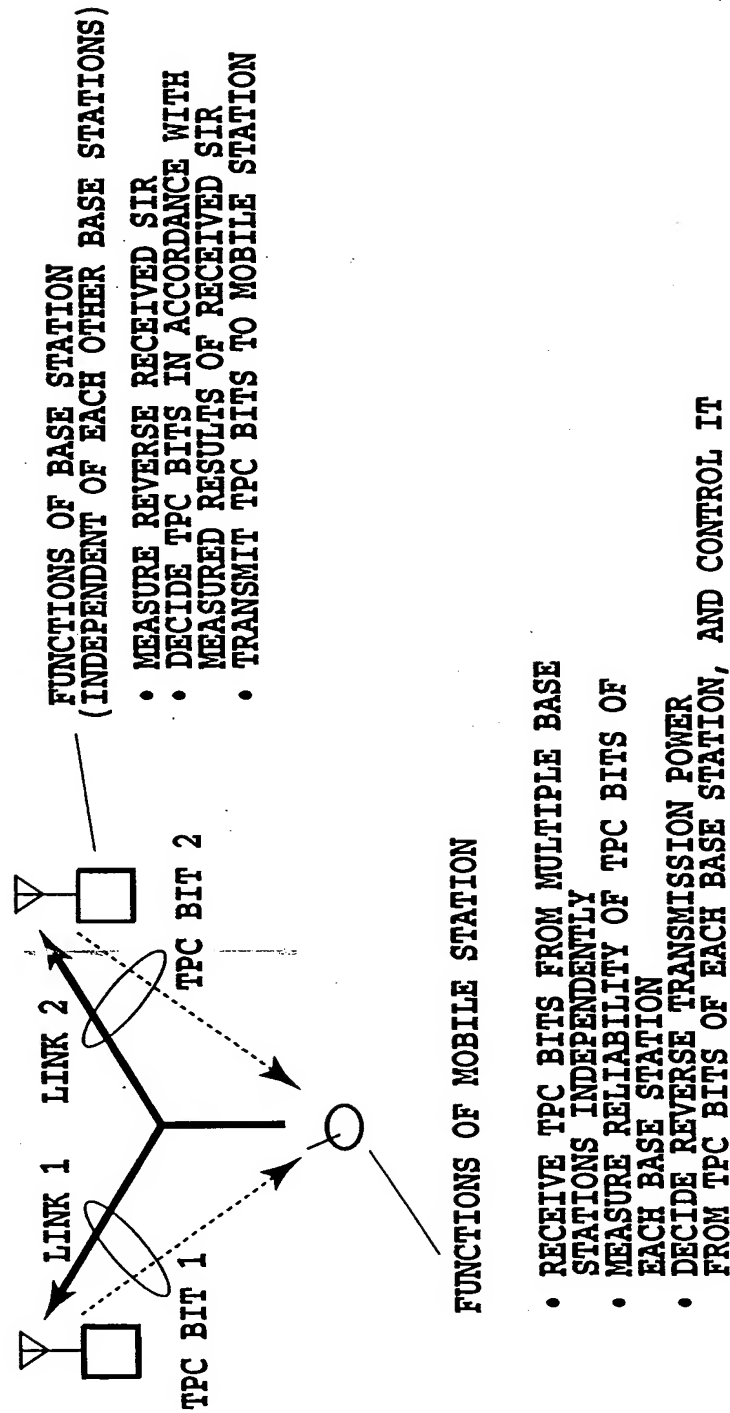 LINK 1
LINK 2
TPC BIT 1
TPC BIT 2
FUNCTIONS OF BASE STATION
(INDEPENDENT OF EACH OTHER BASE STATIONS)
• MEASURE REVERSE RECEIVED SIR
• DECIDE TPC BITS IN ACCORDANCE WITH
MEASURED RESULTS OF RECEIVED SIR
• TRANSMIT TPC BITS TO MOBILE STATION
FUNCTIONS OF MOBILE STATION
• RECEIVE TPC BITS FROM MULTIPLE BASE
STATIONS INDEPENDENTLY
• MEASURE RELIABILITY OF TPC BITS OF
EACH BASE STATION
• DECIDE REVERSE TRANSMISSION POWER
FROM TPC BITS OF EACH BASE STATION, AND CONTROL IT